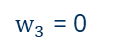 w₃ = 0